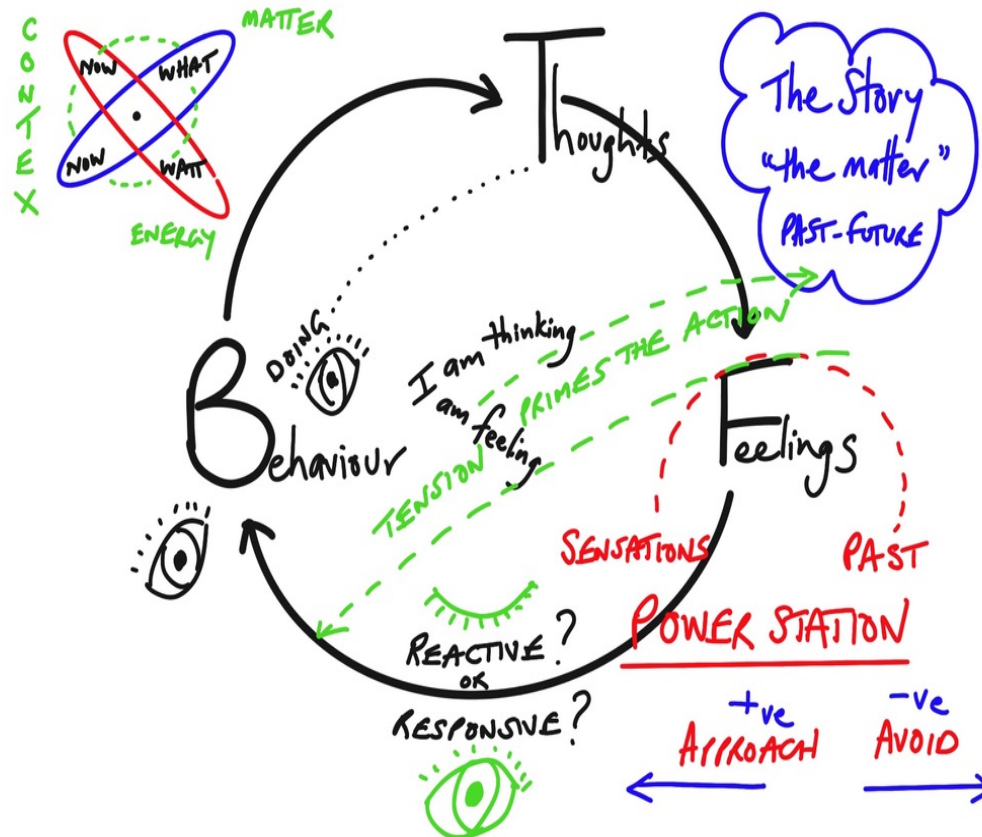 CONTEX
MATTER
NOW
WHAT
NOW
WATT
ENERGY
Thoughts
The Story
"the matter"
PAST-FUTURE
DOING
I am thinking
I am feeling
TENSION PRIMES THE ACTION
Behaviour
Feelings
SENSATIONS
PAST
POWER STATION
REACTIVE?
OR
RESPONSIVE?
+ve
-ve
APPROACH
AVOID